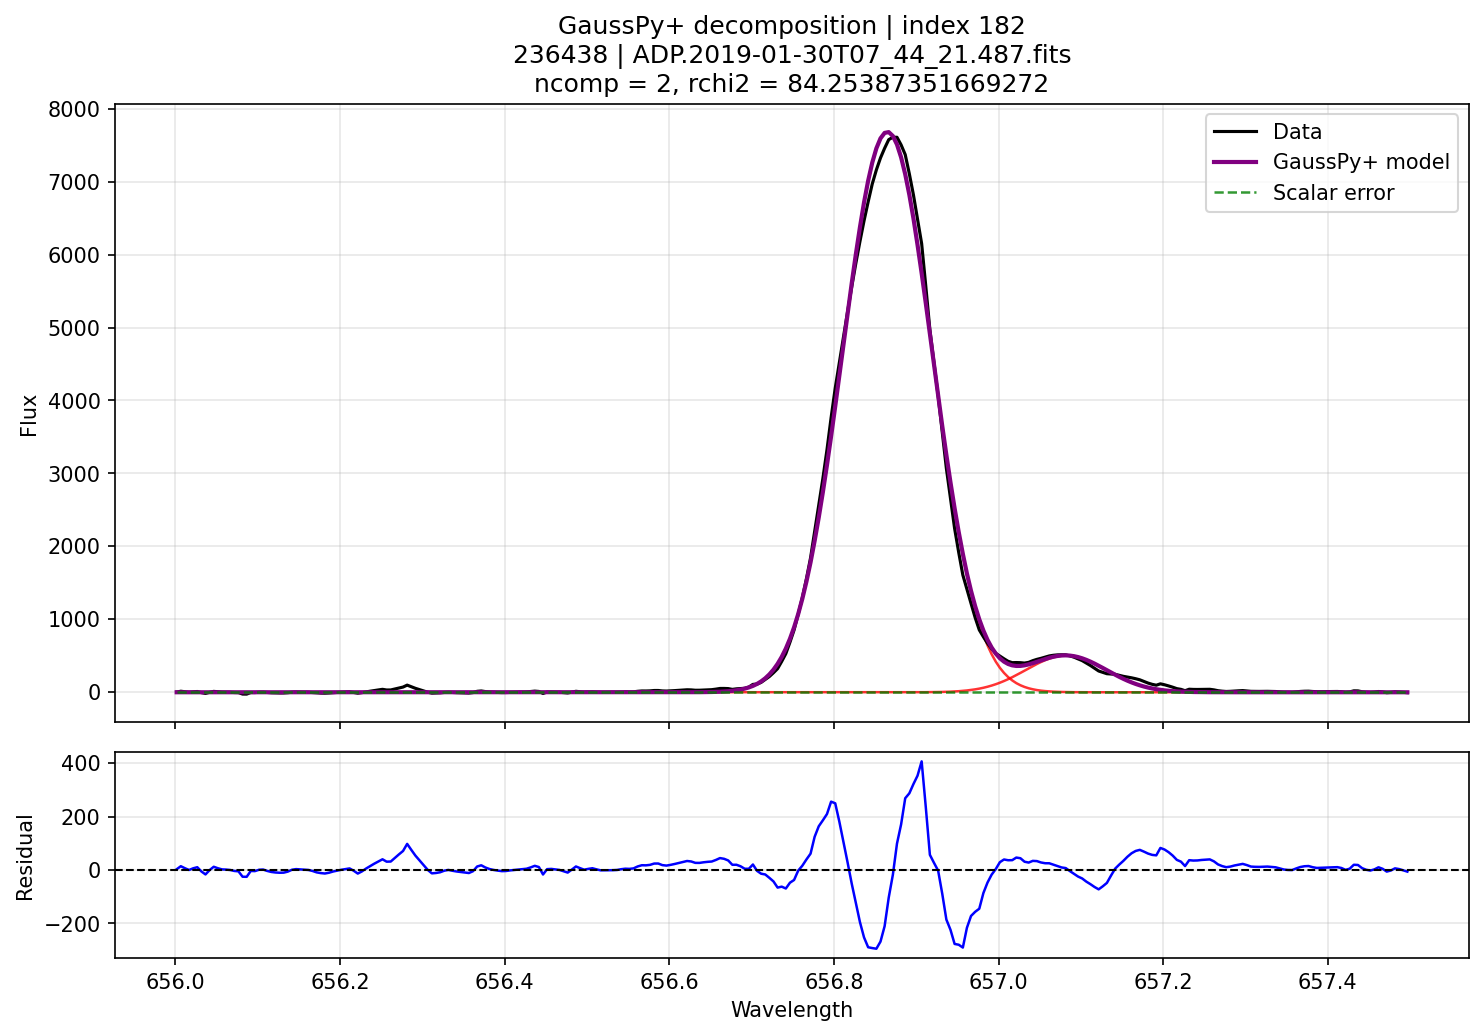 GaussPy+ decomposition | index 182
236438 | ADP.2019-01-30T07_44_21.487.fits
ncomp = 2, rchi2 = 84.25387351669272
8000
7000
6000
5000
4000
3000
2000
1000
0
Flux
Data
GaussPy+ model
Scalar error
400
200
0
−200
Residual
656.0
656.2
656.4
656.6
656.8
657.0
657.2
657.4
Wavelength